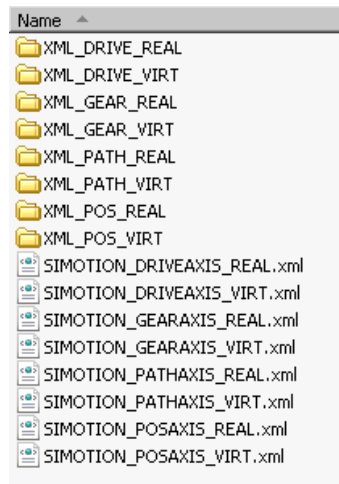 Name
XML_DRIVE_REAL
XML_DRIVE_VIRT
XML_GEAR_REAL
XML_GEAR_VIRT
XML_PATH_REAL
XML_PATH_VIRT
XML_POS_REAL
XML_POS_VIRT
SIMOTION_DRIVEAXIS_REAL.xml
SIMOTION_DRIVEAXIS_VIRT.xml
SIMOTION_GEARAXIS_REAL.xml
SIMOTION_GEARAXIS_VIRT.xml
SIMOTION_PATHAXIS_REAL.xml
SIMOTION_PATHAXIS_VIRT.xml
SIMOTION_POSAXIS_REAL.xml
SIMOTION_POSAXIS_VIRT.xml